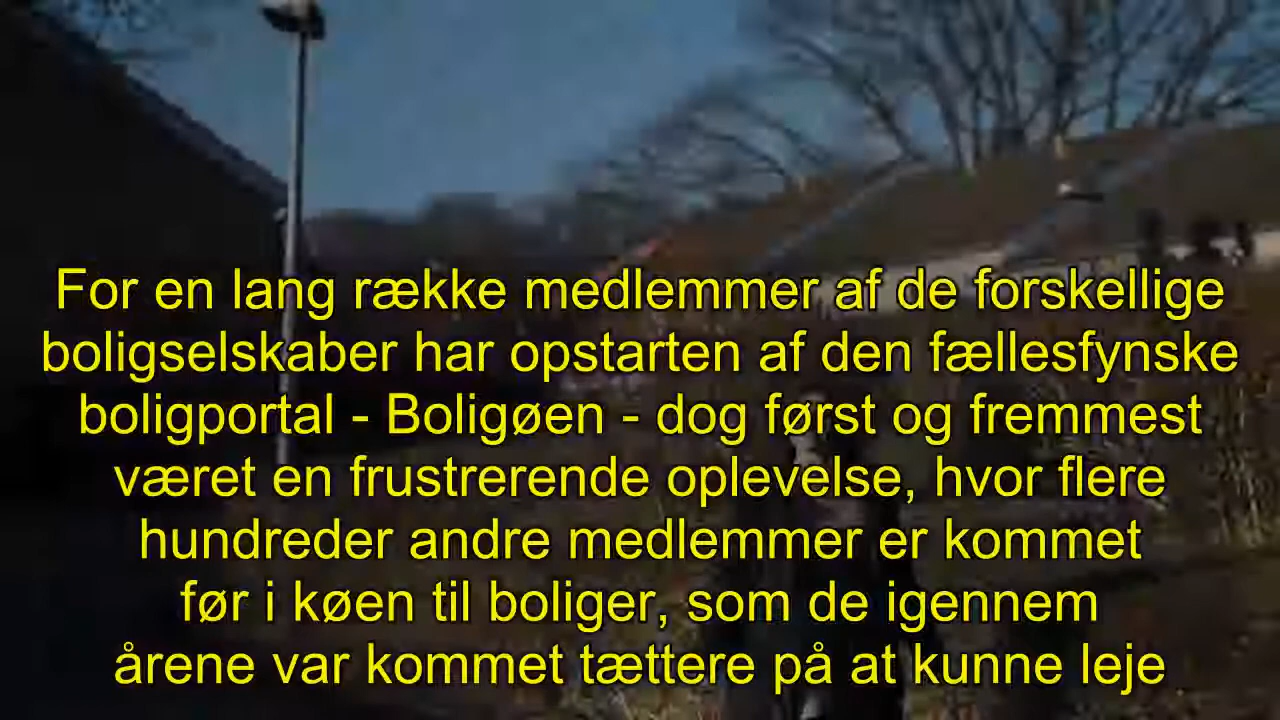 For en lang række medlemmer af de forskellige
boligselskaber har opstarten af den fællesfynske
boligportal - Boligøen - dog først og fremmest
været en frustrerende oplevelse, hvor flere
hundreder andre medlemmer er kommet
før i køen til boliger, som de igennem
årene var kommet tættere på at kunne leje